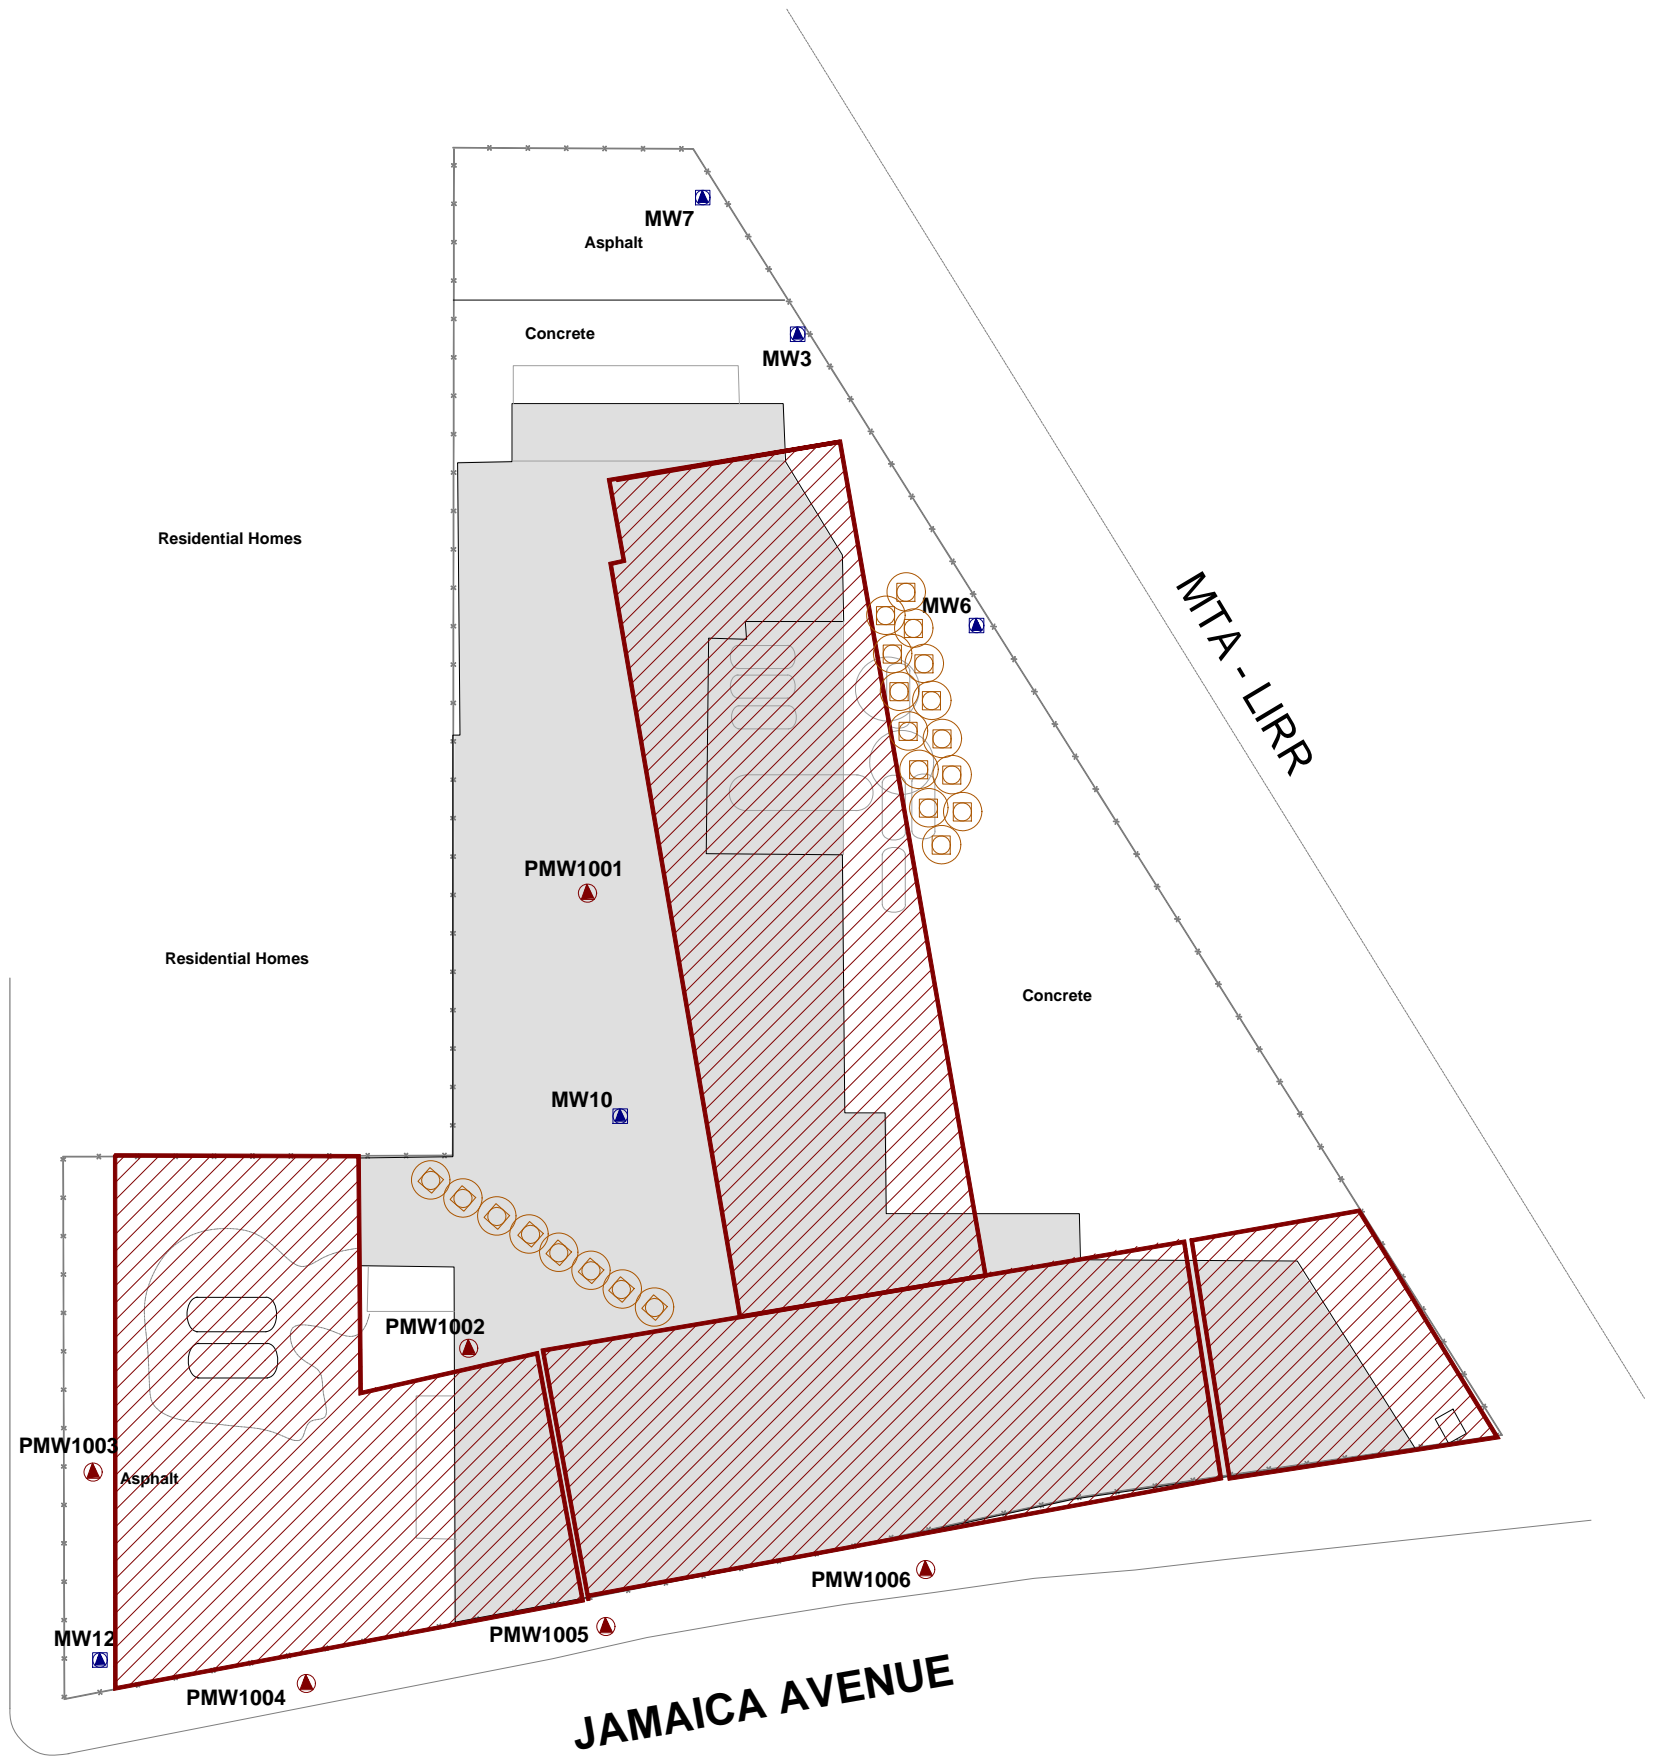 MW7
Asphalt
Concrete
MW3
Residential Homes
MW6
MTA - LIRR
PMW1001
Residential Homes
Concrete
MW10
PMW1002
PMW1003
Asphalt
PMW1006
MW12
PMW1005
PMW1004
JAMAICA AVENUE